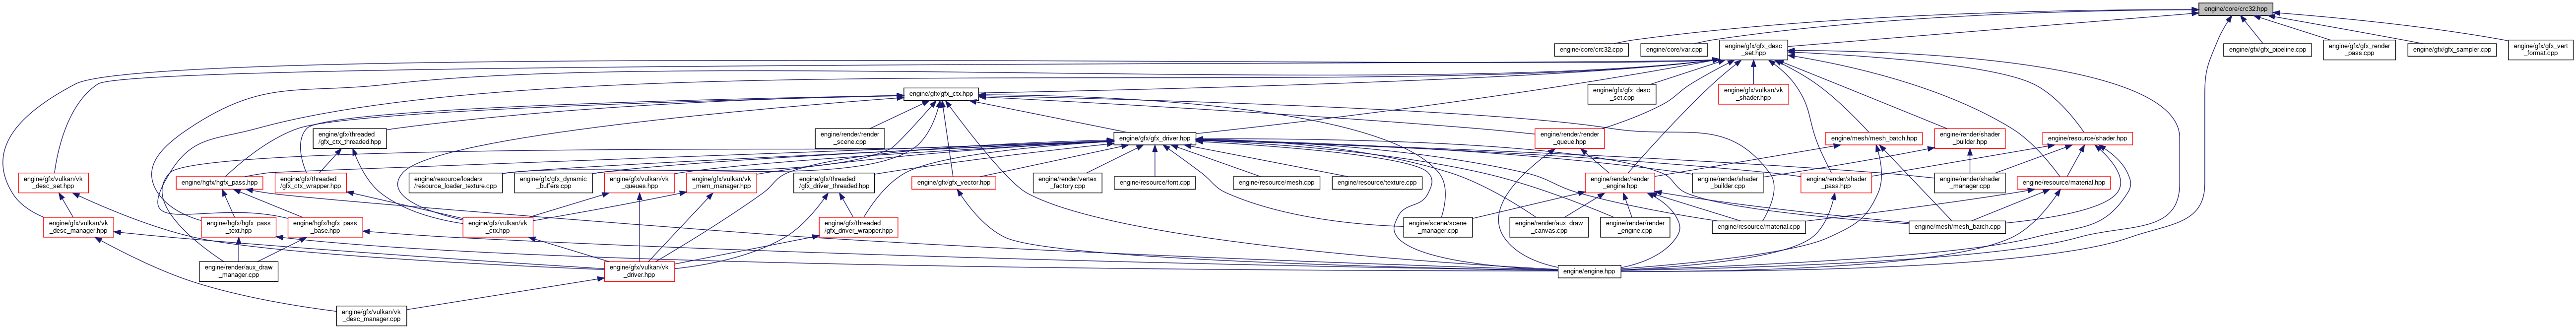 engine/core/crc32.hpp
engine/core/crc32.cpp
engine/core/var.cpp
engine/gfx/gfx_desc
_set.hpp
engine/gfx/gfx_pipeline.cpp
engine/gfx/gfx_render
_pass.cpp
engine/gfx/gfx_sampler.cpp
engine/gfx/gfx_vert
_format.cpp
engine/gfx/gfx_ctx.hpp
engine/gfx/gfx_desc
_set.cpp
engine/gfx/vulkan/vk
_shader.hpp
engine/gfx/threaded
/gfx_ctx_threaded.hpp
engine/render/render
_scene.cpp
engine/gfx/gfx_driver.hpp
engine/render/render
_queue.hpp
engine/mesh/mesh_batch.hpp
engine/render/shader
_builder.hpp
engine/resource/shader.hpp
engine/gfx/vulkan/vk
_desc_set.hpp
engine/hgfx/hgfx_pass.hpp
engine/gfx/threaded
/gfx_ctx_wrapper.hpp
engine/resource/loaders
/resource_loader_texture.cpp
engine/gfx/gfx_dynamic
_buffers.cpp
engine/gfx/vulkan/vk
_queues.hpp
engine/gfx/vulkan/vk
_mem_manager.hpp
engine/gfx/threaded
/gfx_driver_threaded.hpp
engine/gfx/gfx_vector.hpp
engine/render/vertex
_factory.cpp
engine/resource/font.cpp
engine/resource/mesh.cpp
engine/resource/texture.cpp
engine/render/render
_engine.hpp
engine/render/shader
_builder.cpp
engine/render/shader
_pass.hpp
engine/render/shader
_manager.cpp
engine/resource/material.hpp
engine/gfx/vulkan/vk
_desc_manager.hpp
engine/hgfx/hgfx_pass
_text.hpp
engine/hgfx/hgfx_pass
_base.hpp
engine/gfx/vulkan/vk
_ctx.hpp
engine/gfx/threaded
/gfx_driver_wrapper.hpp
engine/scene/scene
_manager.cpp
engine/render/aux_draw
_canvas.cpp
engine/render/render
_engine.cpp
engine/resource/material.cpp
engine/mesh/mesh_batch.cpp
engine/render/aux_draw
_manager.cpp
engine/gfx/vulkan/vk
_driver.hpp
engine/engine.hpp
engine/gfx/vulkan/vk
_desc_manager.cpp